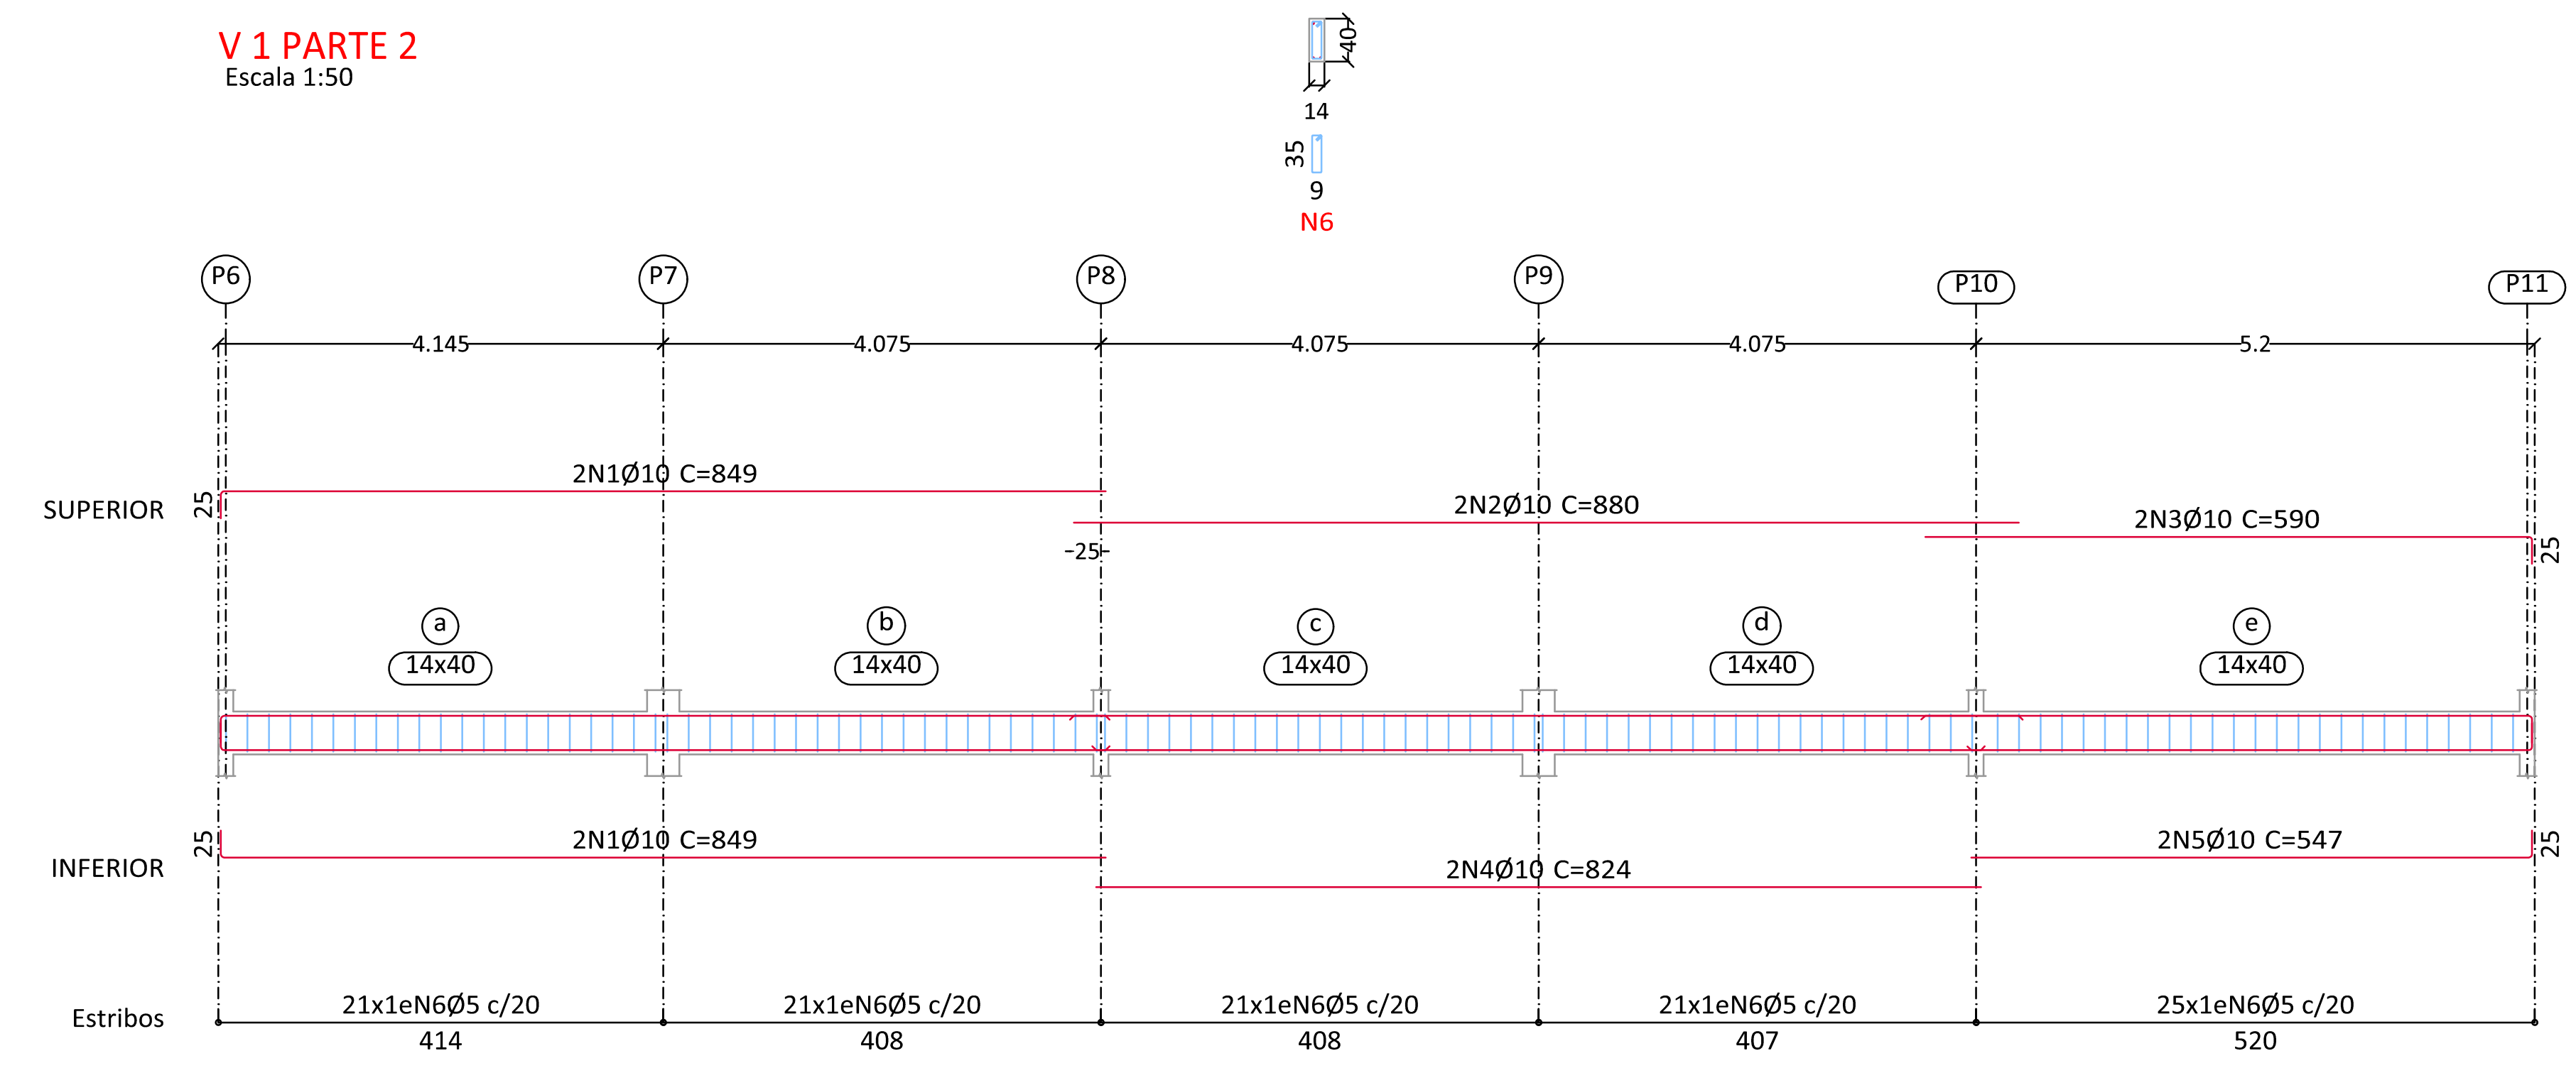 V 1 PARTE 2
Escala 1:50
40
14
35
9
N6
P6 P7 P8 P9 P10 P11
4.145 4.075 4.075 4.075 5.2
2N1Ø10 C=849
25
SUPERIOR
2N2Ø10 C=880
2N3Ø10 C=590
25
25
a b c d e
14x40 14x40 14x40 14x40 14x40
2N1Ø10 C=849
25
INFERIOR
2N4Ø10 C=824
2N5Ø10 C=547
25
Estribos
21x1eN6Ø5 c/20 21x1eN6Ø5 c/20 21x1eN6Ø5 c/20 21x1eN6Ø5 c/20 25x1eN6Ø5 c/20
414 408 408 407 520